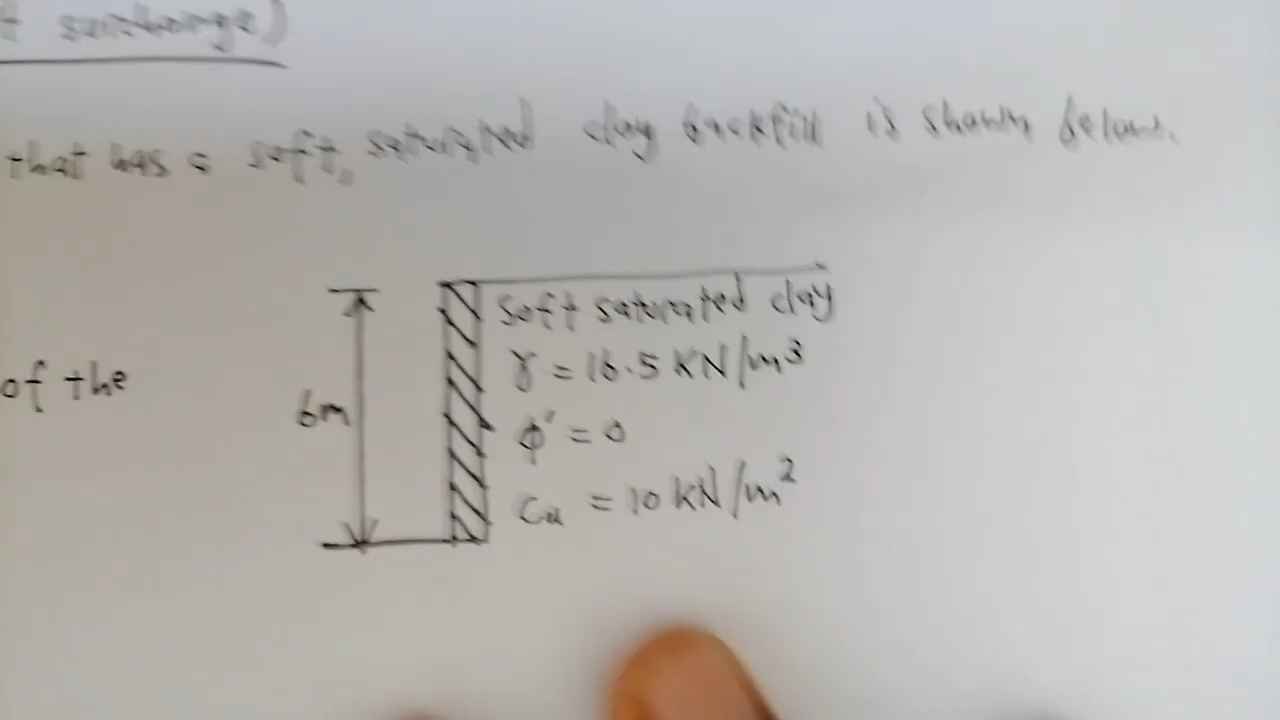 t surcharge)
that has a soft, saturated clay backfill is shown below.
Soft saturated clay
γ = 16.5 KN/m³
of the
6m
φ' = 0
Cu = 10 KN/m²